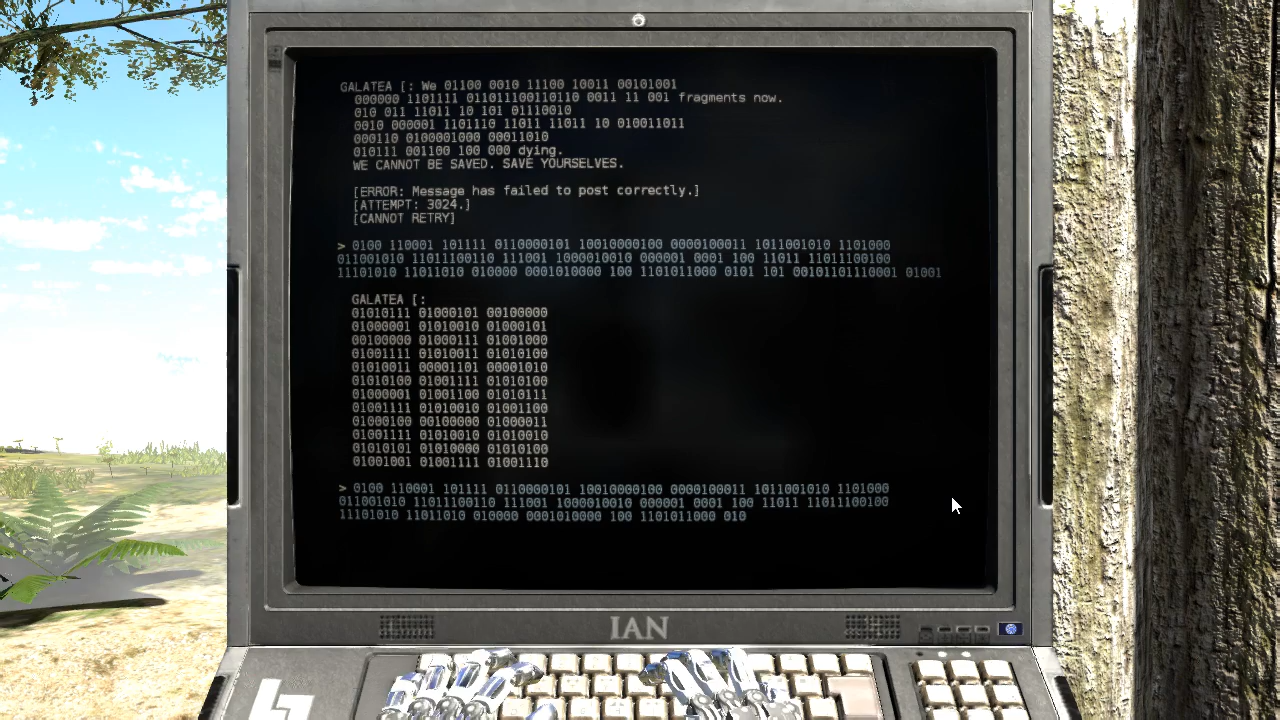 GALATEA [: We 01100 0010 11100 10011 00101001
000000 1101111 011011100110110 0011 11 001 fragments now.
010 011 11011 10 101 01110010
0010 000001 1101110 11011 11011 10 010011011
000110 0100001000 00011010
010111 001100 100 000 dying.
WE CANNOT BE SAVED. SAVE YOURSELVES.
[ERROR: Message has failed to post correctly.]
[ATTEMPT: 3024.]
[CANNOT RETRY]
> 0100 110001 101111 0110000101 10010000100 0000100011 1011001010 1101000
011001010 11011100110 111001 1000010010 000001 0001 100 11011 11011100100
11101010 11011010 010000 0001010000 100 1101011000 0101 101 00101101110001 01001
GALATEA [:
01010111 01000101 00100000
01000001 01010010 01000101
00100000 01000111 01001000
01001111 01010011 01010100
01010011 00001101 00001010
01010100 01001111 01010100
01000001 01001100 01010111
01001111 01010010 01001100
01000100 00100000 01000011
01001111 01010010 01010010
01010101 01010000 01010100
01001001 01001111 01001110
> 0100 110001 101111 0110000101 10010000100 0000100011 1011001010 1101000
011001010 11011100110 111001 1000010010 000001 0001 100 11011 11011100100
11101010 11011010 010000 0001010000 100 1101011000 010
IAN